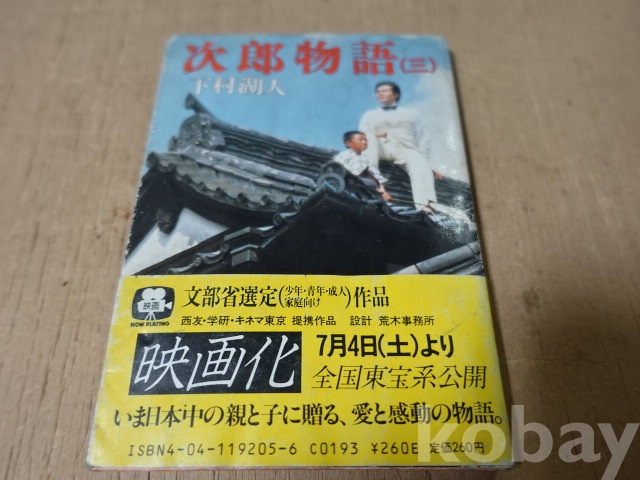 次郎物語(三)
下村湖人
映画
NOW PLAYING
文部省選定(少年・青年・成人 家庭向け)作品
西友・学研・キネマ東京 提携作品 設計 荒木事務所
映画化
7月4日(土)より
全国東宝系公開
いま日本中の親と子に贈る、愛と感動の物語。
ISBN4-04-119205-6 C0193 ¥260E 定価260円
kobay